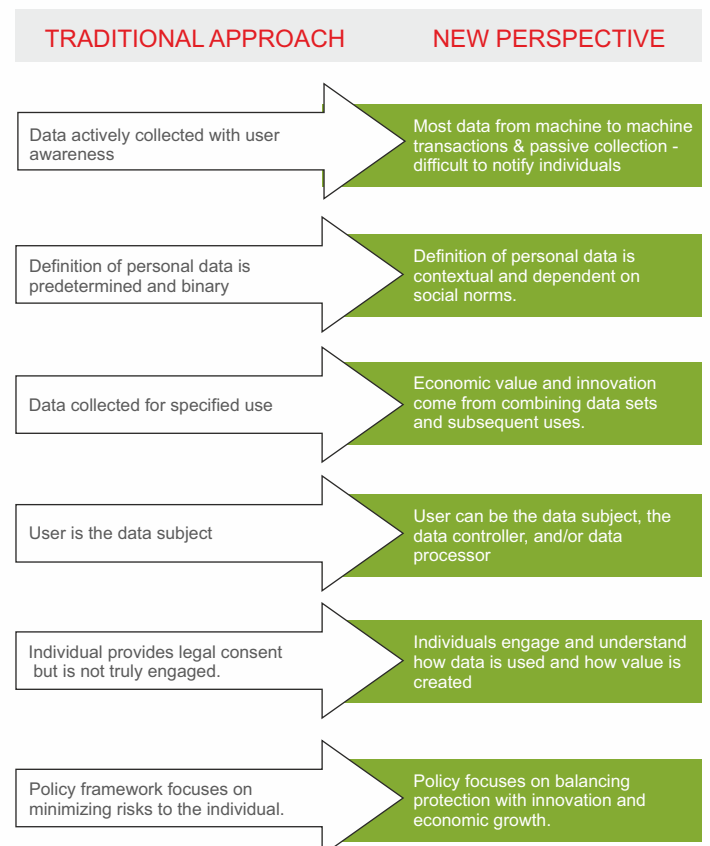 TRADITIONAL APPROACH
NEW PERSPECTIVE
Data actively collected with user
awareness
Most data from machine to machine
transactions & passive collection -
difficult to notify individuals
Definition of personal data is
predetermined and binary
Definition of personal data is
contextual and dependent on
social norms.
Data collected for specified use
Economic value and innovation
come from combining data sets
and subsequent uses.
User is the data subject
User can be the data subject, the
data controller, and/or data
processor
Individual provides legal consent
but is not truly engaged.
Individuals engage and understand
how data is used and how value is
created
Policy framework focuses on
minimizing risks to the individual.
Policy focuses on balancing
protection with innovation and
economic growth.